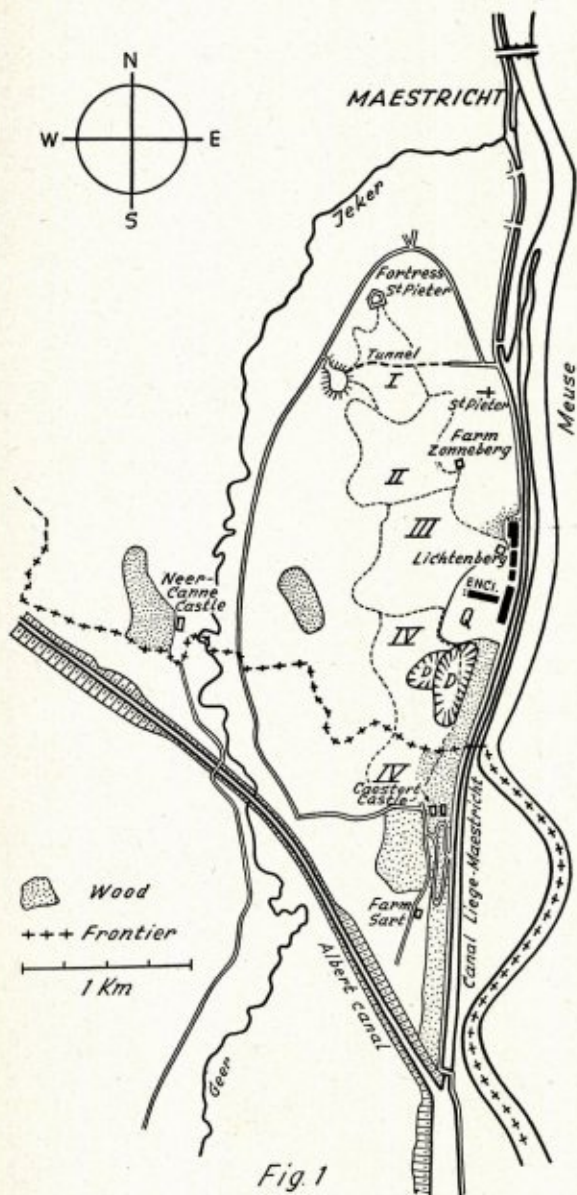 N
W
E
S
MAESTRICHT
Jeker
Meuse
Fortress
St Pieter
Tunnel
I
St Pieter
Farm
Zonneberg
II
III
Lichtenberg
ENCI.
Q
Neer-
Canne
Castle
IV
D
D
IV
Caestert
Castle
Canal Liege-Maestricht
Farm
Sart
Albert canal
Geer
Wood
+++ Frontier
1 Km
Fig. 1